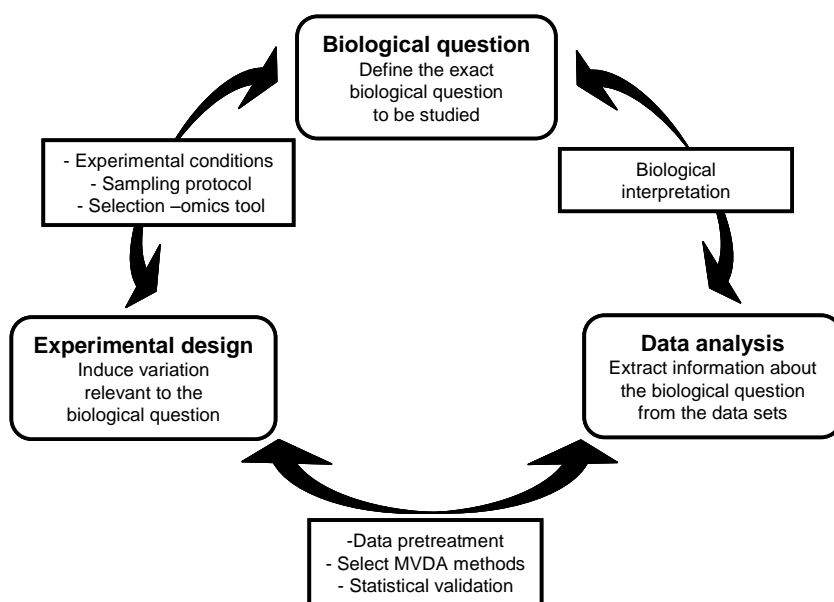 Biological question
Define the exact
biological question
to be studied
- Experimental conditions
- Sampling protocol
- Selection –omics tool
Biological
interpretation
Experimental design
Induce variation
relevant to the
biological question
Data analysis
Extract information about
the biological question
from the data sets
-Data pretreatment
- Select MVDA methods
- Statistical validation